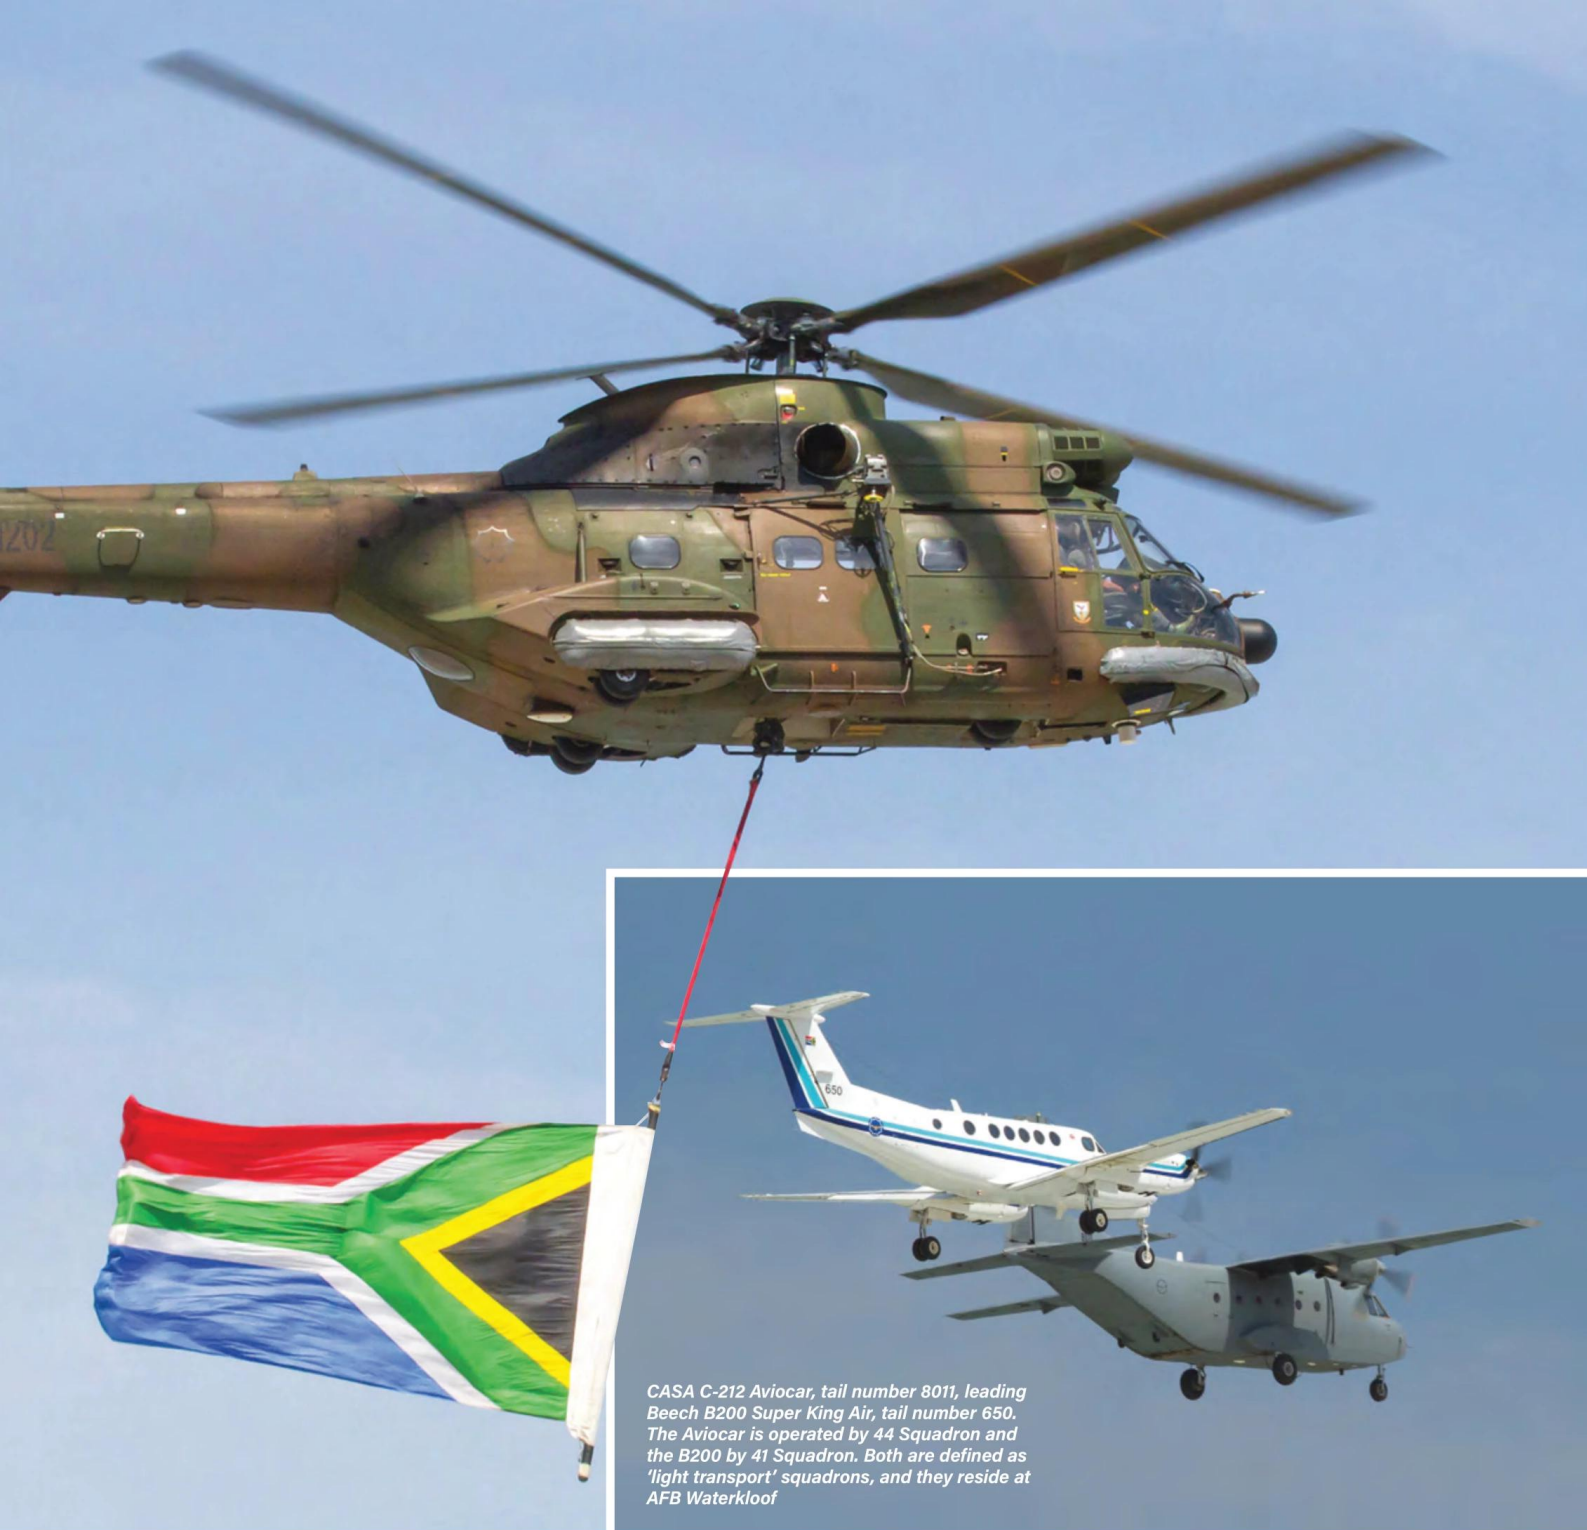 1202
650
CASA C-212 Aviocar, tail number 8011, leading
Beech B200 Super King Air, tail number 650.
The Aviocar is operated by 44 Squadron and
the B200 by 41 Squadron. Both are defined as
‘light transport’ squadrons, and they reside at
AFB Waterkloof